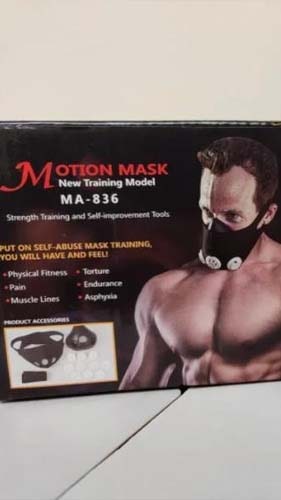 MOTION MASK
New Training Model
MA-836
Strength Training and Self-improvement Tools
PUT ON SELF-ABUSE MASK TRAINING,
YOU WILL HAVE AND FEEL!
•Physical Fitness •Torture
•Pain •Endurance
•Muscle Lines •Asphyxia
PRODUCT ACCESSORIES